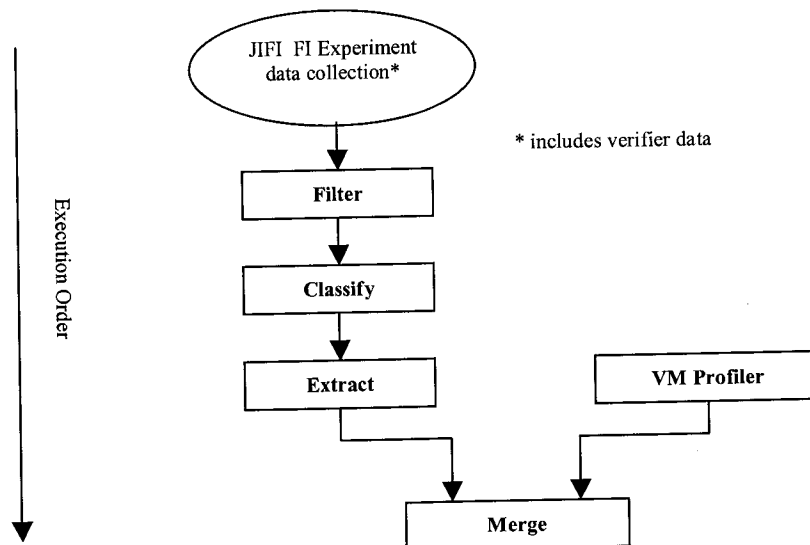 JIFI FI Experiment
data collection*
* includes verifier data
Filter
Execution Order
Classify
Extract
VM Profiler
Merge